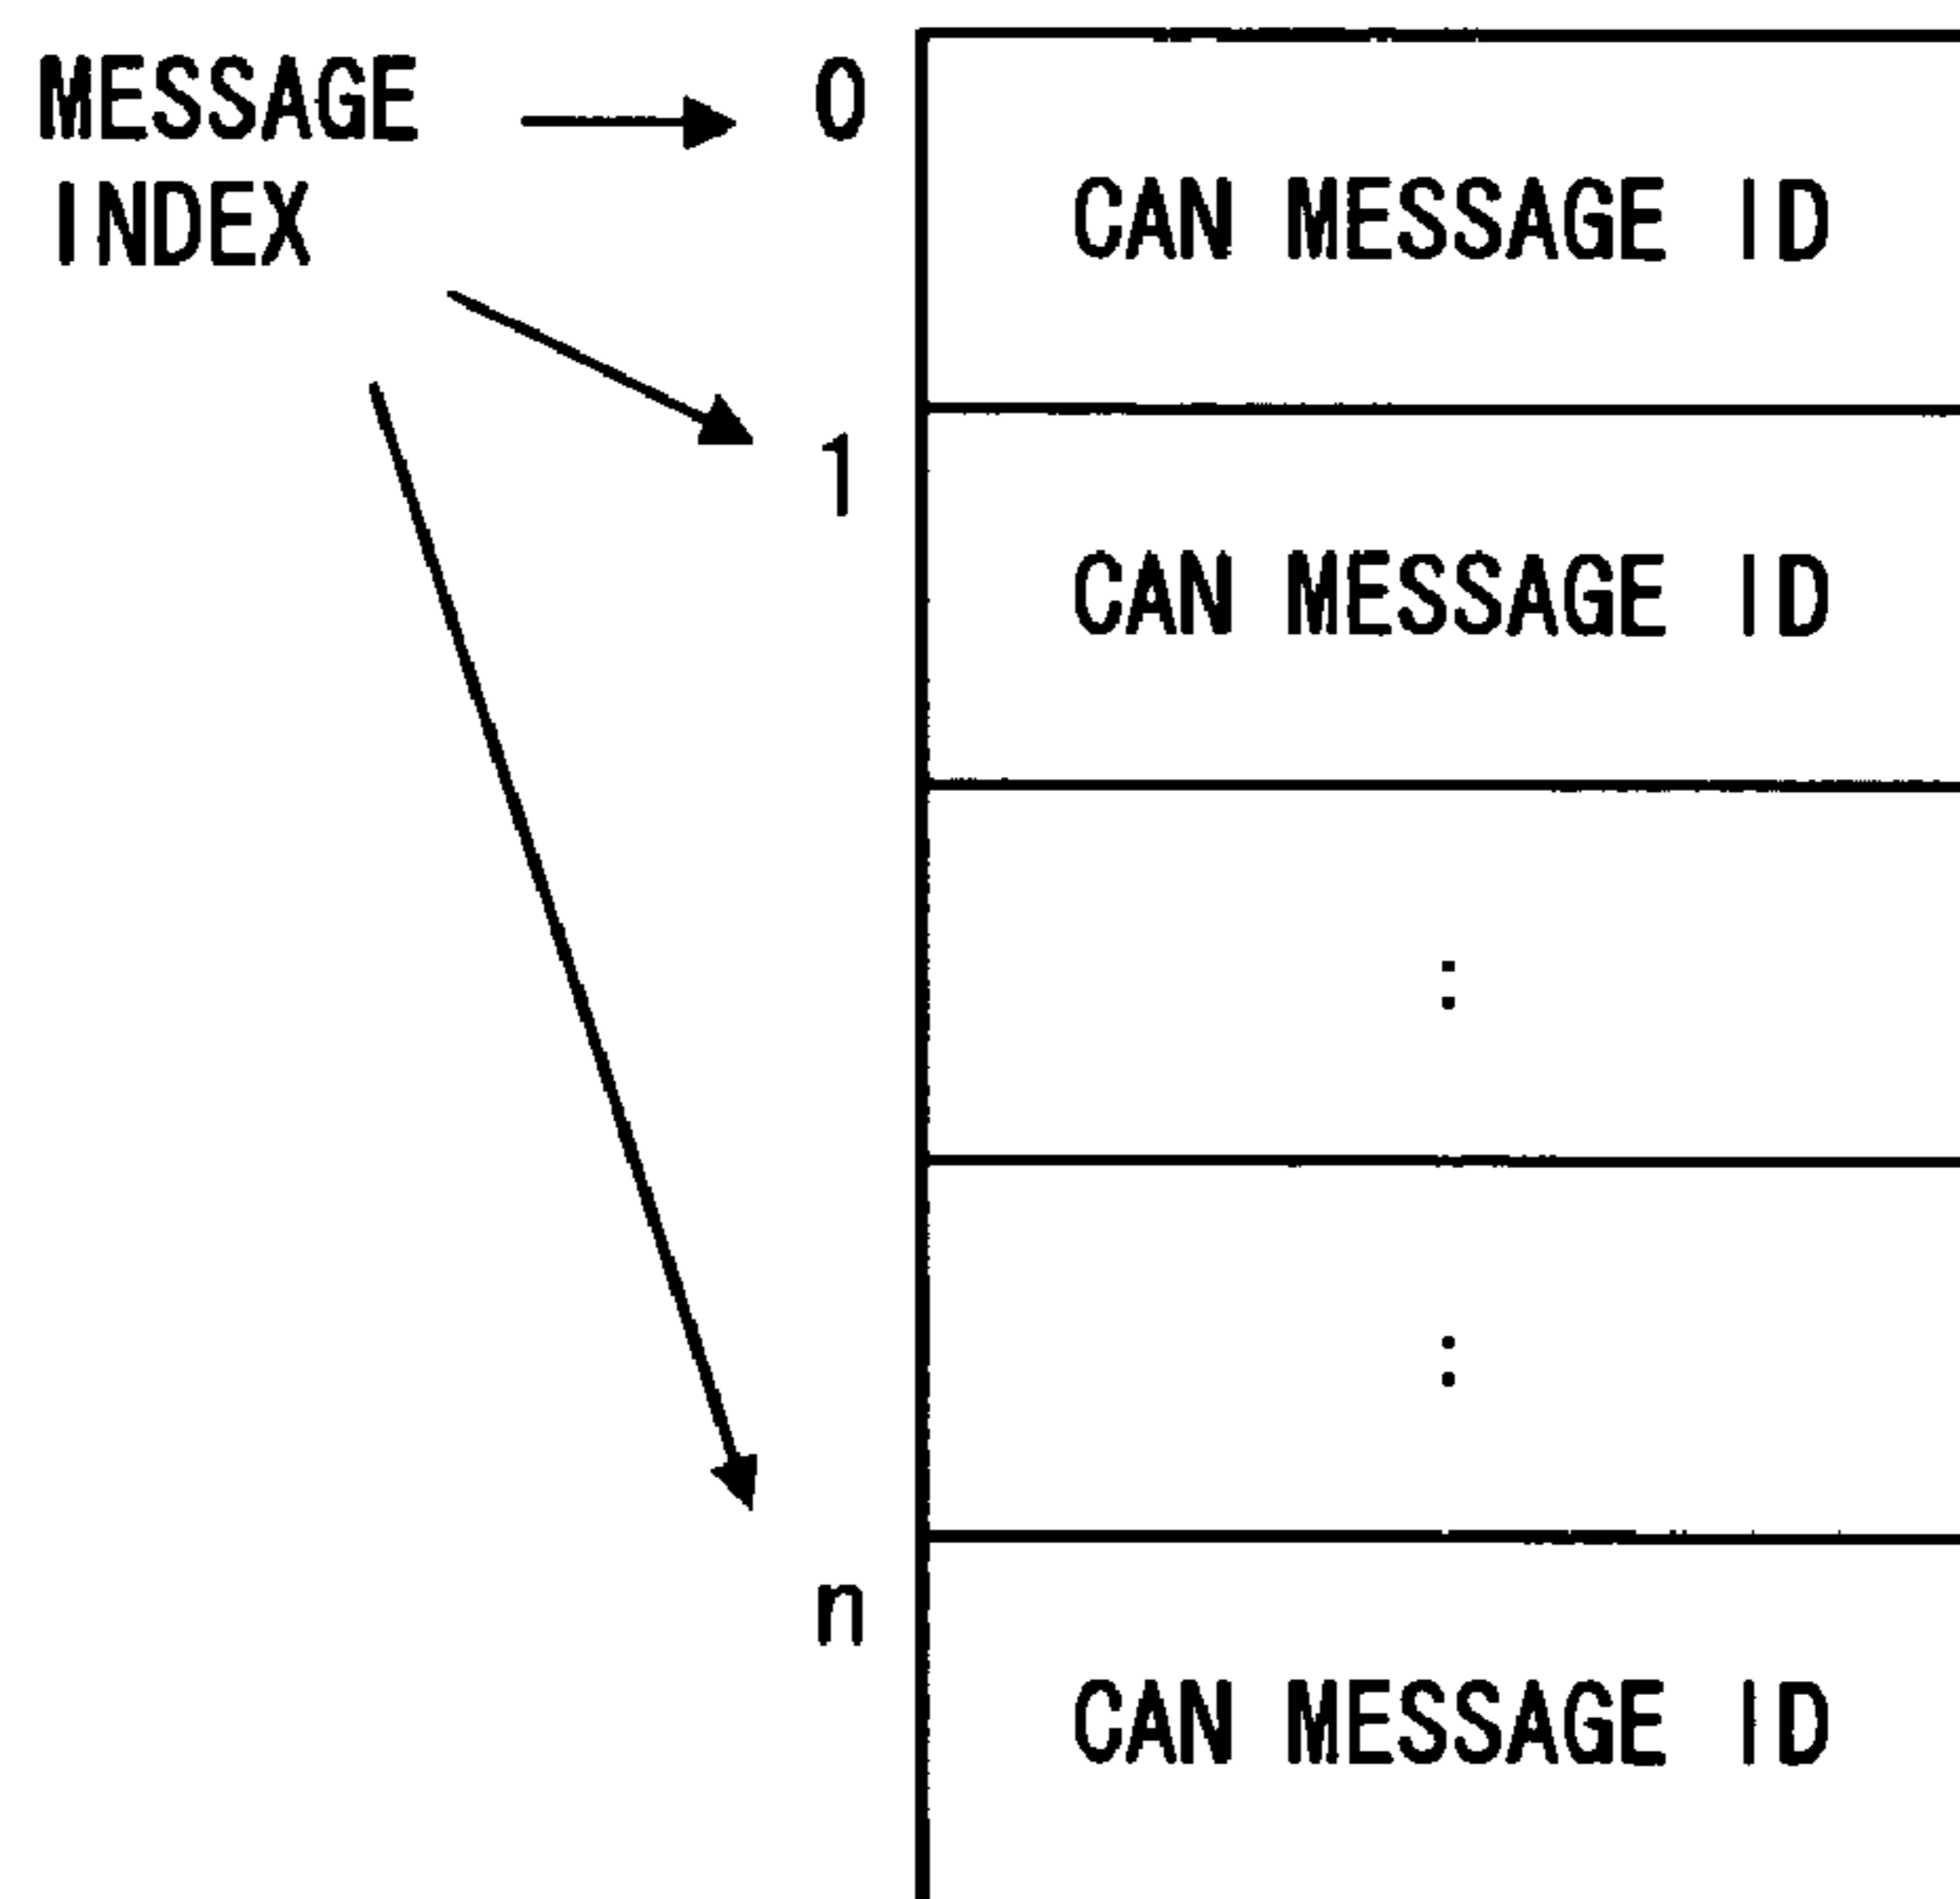 MESSAGE
INDEX
0
CAN MESSAGE ID
1
CAN MESSAGE ID
:
:
n
CAN MESSAGE ID